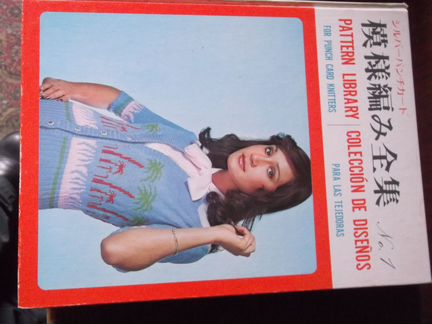 シルバーパンチカード
模様編み全集 No.1
PATTERN LIBRARY
FOR PUNCH CARD KNITTERS
COLECCION DE DISEÑOS
PARA LAS TEJEDORAS